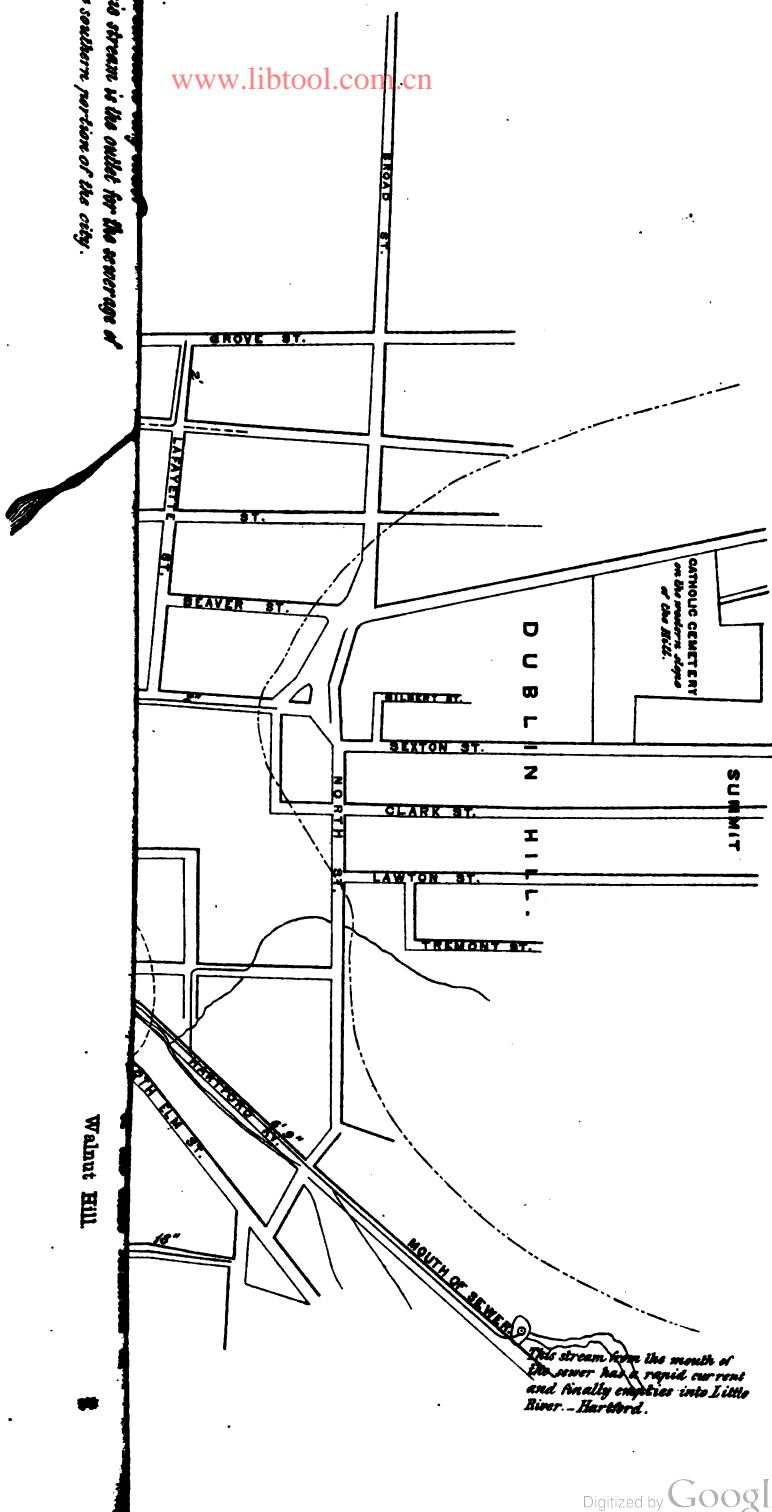 www.libtool.com.cn
this stream is the outlet for the sewerage of
southern portion of the city.
BROAD ST.
GROVE ST.
2'
LAFAYETTE ST.
ST.
BEAVER ST.
CATHOLIC CEMETERY
on the western slope
of the Hill.
DUBLIN HILL.
GILBERT ST.
SEXTON ST.
NORTH ST.
CLARK ST.
SUMMIT
LAWTON ST.
TREMONT ST.
HARTFORD AV.
ELM ST.
Walnut Hill
18"
MOUTH OF SEWER
This stream from the mouth of
the sewer has a rapid current
and finally empties into Little
River. _ Hartford.
Digitized by Googl